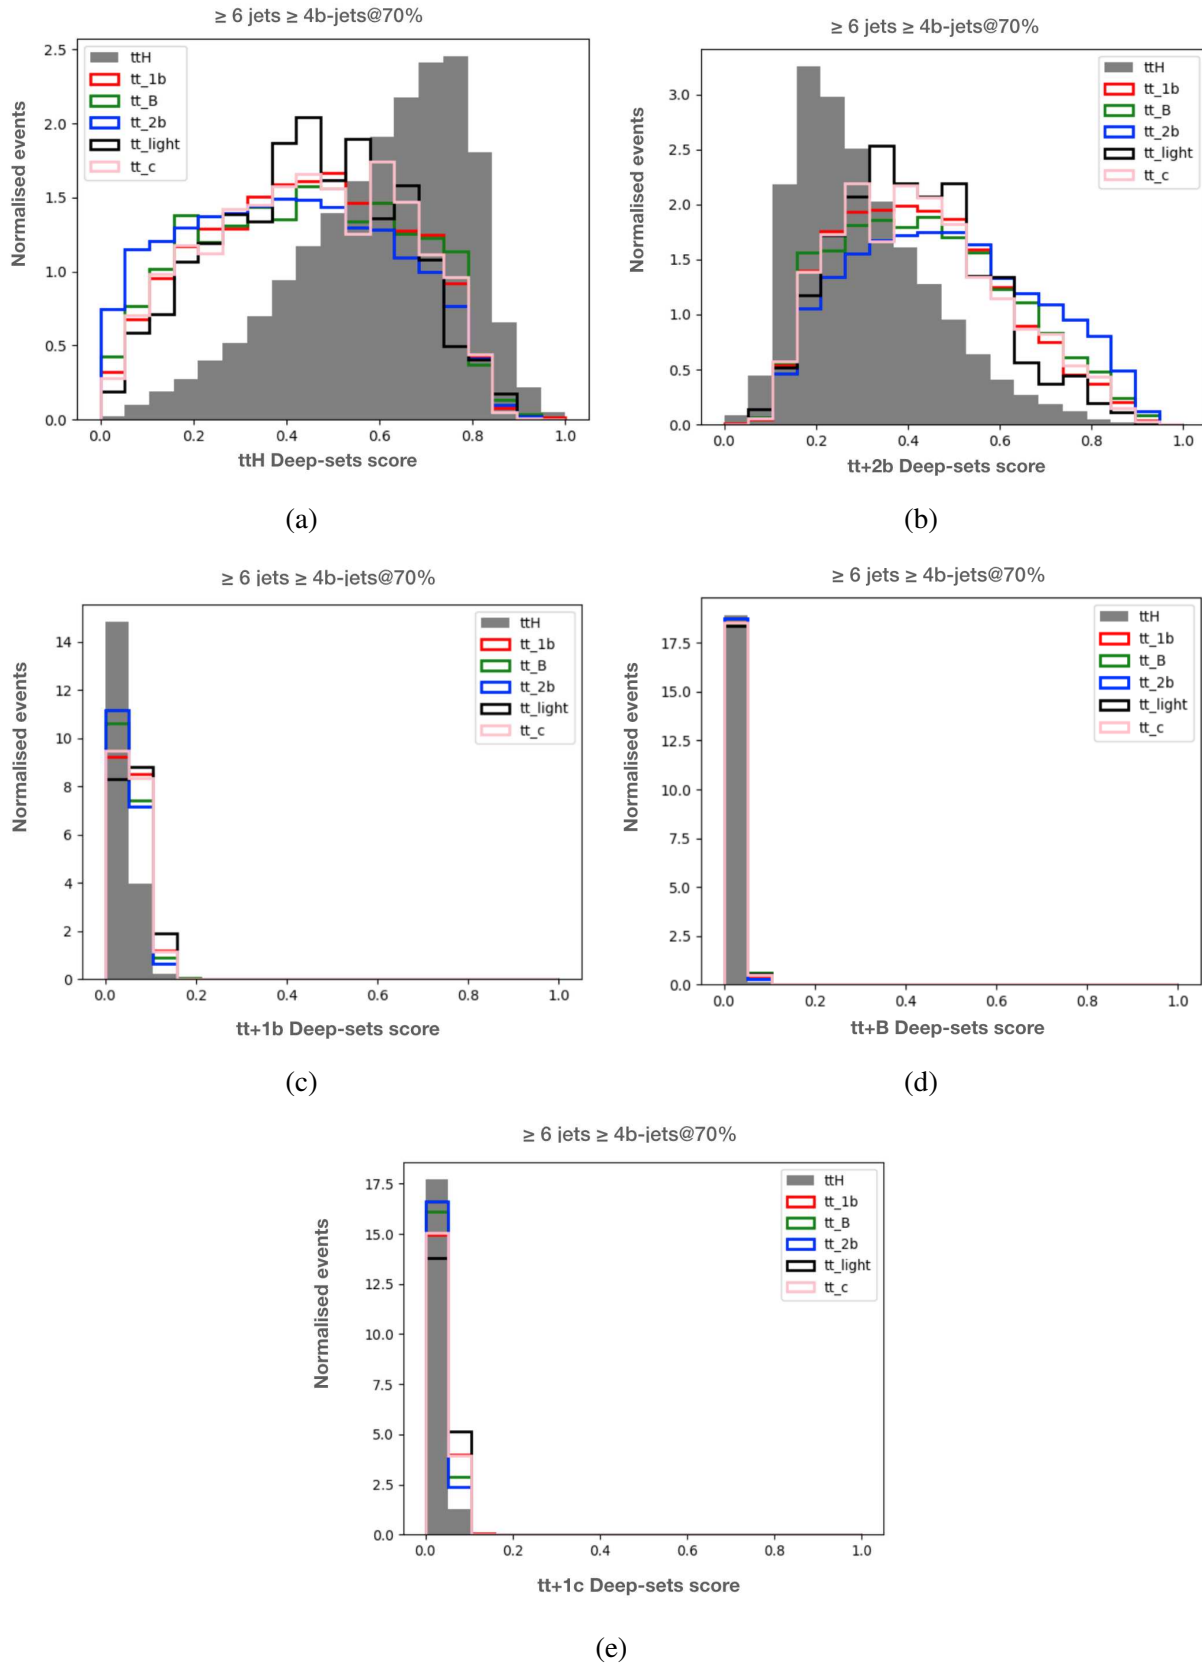 ≥ 6 jets ≥ 4b-jets@70%
2.5
2.0
1.5
1.0
0.5
0.0
Normalised events
ttH
tt_1b
tt_B
tt_2b
tt_light
tt_c
0.0 0.2 0.4 0.6 0.8 1.0
ttH Deep-sets score
(a)
≥ 6 jets ≥ 4b-jets@70%
3.0
2.5
2.0
1.5
1.0
0.5
0.0
Normalised events
ttH
tt_1b
tt_B
tt_2b
tt_light
tt_c
0.0 0.2 0.4 0.6 0.8 1.0
tt+2b Deep-sets score
(b)
≥ 6 jets ≥ 4b-jets@70%
14
12
10
8
6
4
2
0
Normalised events
ttH
tt_1b
tt_B
tt_2b
tt_light
tt_c
0.0 0.2 0.4 0.6 0.8 1.0
tt+1b Deep-sets score
(c)
≥ 6 jets ≥ 4b-jets@70%
17.5
15.0
12.5
10.0
7.5
5.0
2.5
0.0
Normalised events
ttH
tt_1b
tt_B
tt_2b
tt_light
tt_c
0.0 0.2 0.4 0.6 0.8 1.0
tt+B Deep-sets score
(d)
≥ 6 jets ≥ 4b-jets@70%
17.5
15.0
12.5
10.0
7.5
5.0
2.5
0.0
Normalised events
ttH
tt_1b
tt_B
tt_2b
tt_light
tt_c
0.0 0.2 0.4 0.6 0.8 1.0
tt+1c Deep-sets score
(e)